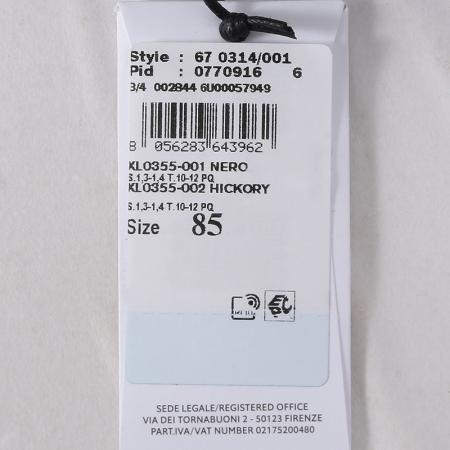 Style : 67 0314/001
Pid : 0770916 6
3/4 002844 6U00057949
8 056283 643962
XL0355-001 NERO
S.1,3-1,4 T.10-12 PQ
XL0355-002 HICKORY
S.1,3-1,4 T.10-12 PQ
Size 85
SEDE LEGALE/REGISTERED OFFICE
VIA DEI TORNABUONI 2 - 50123 FIRENZE
PART.IVA/VAT NUMBER 02175200480